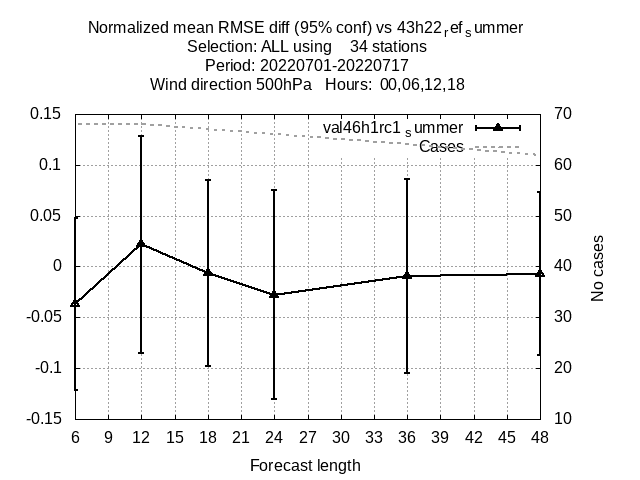 Normalized mean RMSE diff (95% conf) vs 43h22refsummer
Selection: ALL using 34 stations
Period: 20220701-20220717
Wind direction 500hPa Hours: 00,06,12,18
val46h1rc1summer
Cases
0.15
0.1
0.05
0
-0.05
-0.1
-0.15
70
60
50
40
30
20
10
No cases
6 9 12 15 18 21 24 27 30 33 36 39 42 45 48
Forecast length